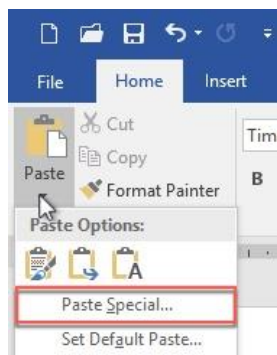 File Home Insert
Cut
Copy
Format Painter
Paste
Tim
B
Paste Options:
A
Paste Special...
Set Default Paste...